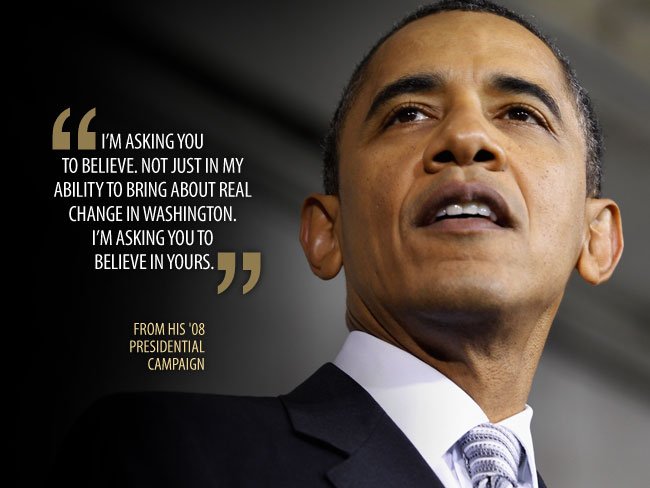 “ I’M ASKING YOU
TO BELIEVE. NOT JUST IN MY
ABILITY TO BRING ABOUT REAL
CHANGE IN WASHINGTON.
I’M ASKING YOU TO
BELIEVE IN YOURS. ”
FROM HIS '08
PRESIDENTIAL
CAMPAIGN